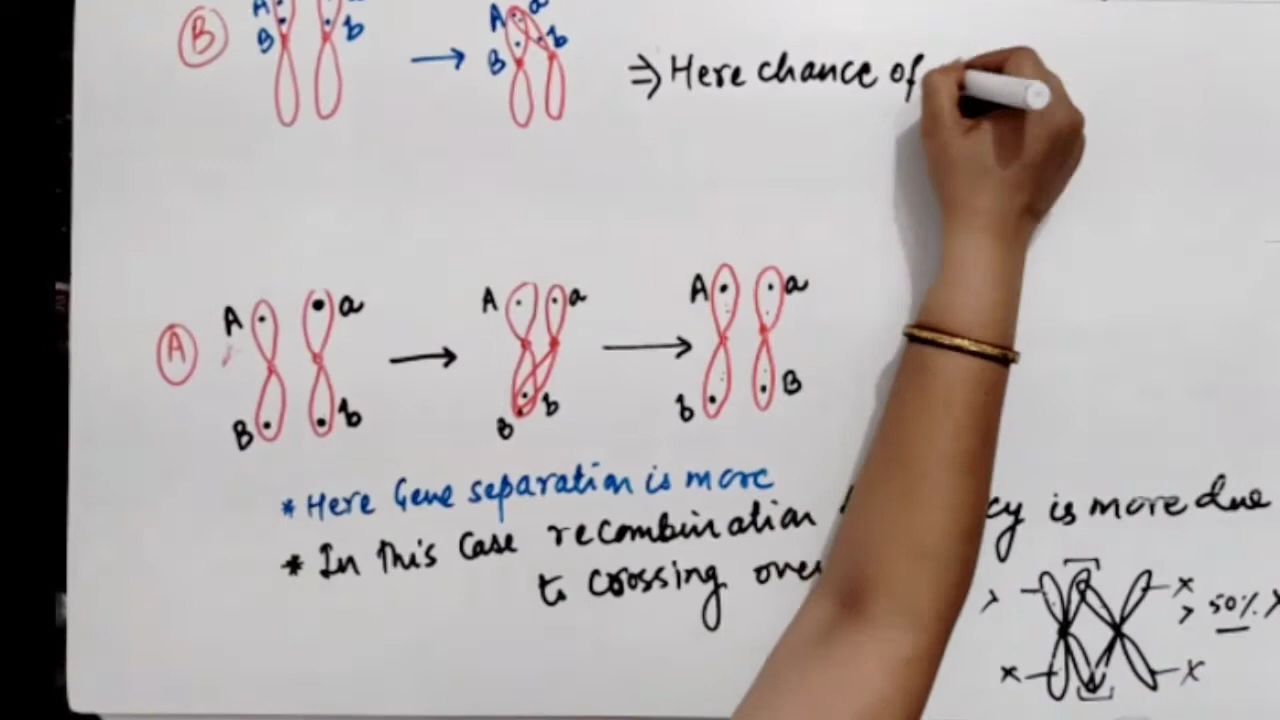 A a A a
B B b B b
⇒ Here chance of
A A a A a A a
B b B b b B
* Here Gene separation is more
* In this Case recombination cy is more due
to crossing over
x x
50%
x x